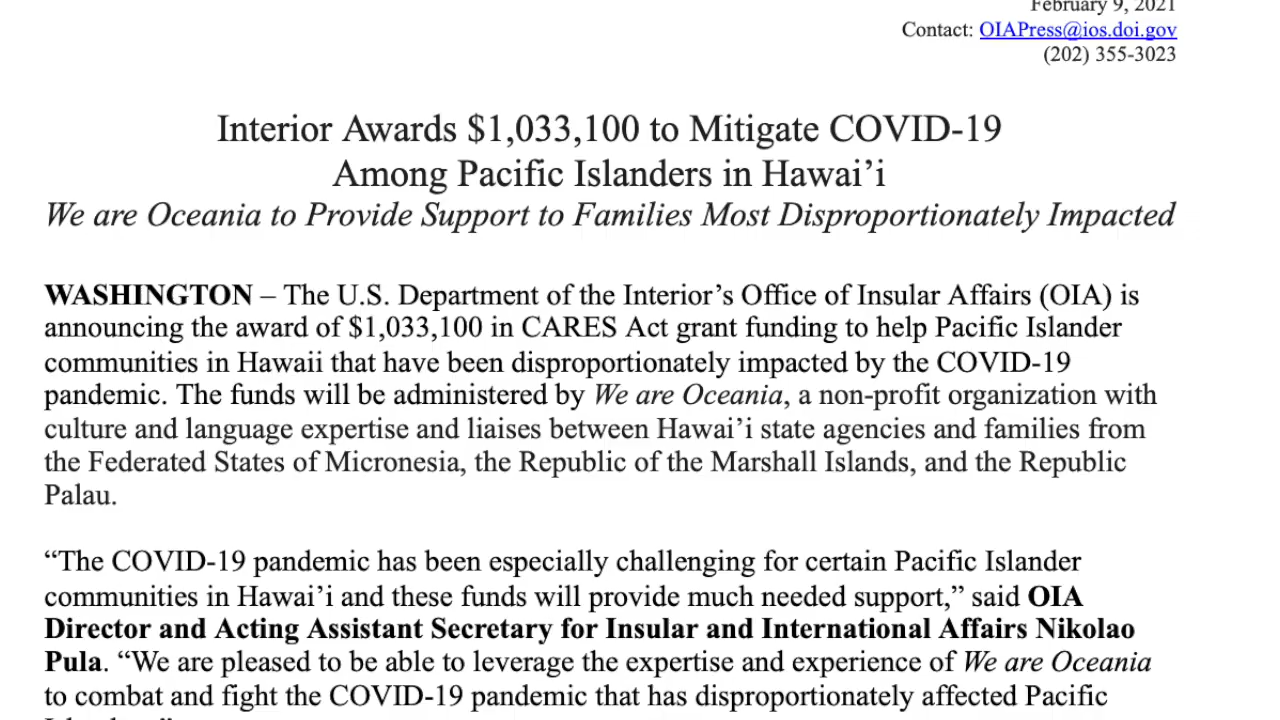 February 9, 2021
Contact: OIAPress@ios.doi.gov
(202) 355-3023
Interior Awards $1,033,100 to Mitigate COVID-19
Among Pacific Islanders in Hawai’i
We are Oceania to Provide Support to Families Most Disproportionately Impacted
WASHINGTON – The U.S. Department of the Interior’s Office of Insular Affairs (OIA) is
announcing the award of $1,033,100 in CARES Act grant funding to help Pacific Islander
communities in Hawaii that have been disproportionately impacted by the COVID-19
pandemic. The funds will be administered by We are Oceania, a non-profit organization with
culture and language expertise and liaises between Hawai’i state agencies and families from
the Federated States of Micronesia, the Republic of the Marshall Islands, and the Republic
Palau.
“The COVID-19 pandemic has been especially challenging for certain Pacific Islander
communities in Hawai’i and these funds will provide much needed support,” said OIA
Director and Acting Assistant Secretary for Insular and International Affairs Nikolao
Pula. “We are pleased to be able to leverage the expertise and experience of We are Oceania
to combat and fight the COVID-19 pandemic that has disproportionately affected Pacific